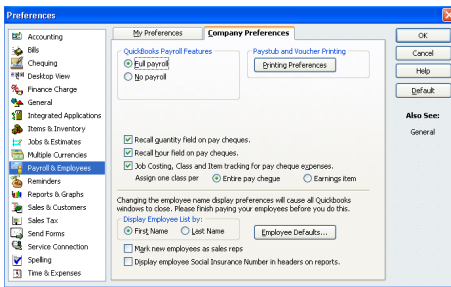 Preferences
Accounting
Bills
Chequing
Desktop View
Finance Charge
General
Integrated Applications
Items & Inventory
Jobs & Estimates
Multiple Currencies
Payroll & Employees
Reminders
Reports & Graphs
Sales & Customers
Sales Tax
Send Forms
Service Connection
Spelling
Time & Expenses
My Preferences
Company Preferences
QuickBooks Payroll Features
Full payroll
No payroll
Paystub and Voucher Printing
Printing Preferences
Recall quantity field on pay cheques.
Recall hour field on pay cheques.
Job Costing, Class and Item tracking for pay cheque expenses.
Assign one class per Entire pay cheque Earnings item
Changing the employee name display preferences will cause all Quickbooks
windows to close. Please finish paying your employees before you do this.
Display Employee List by:
First Name Last Name
Employee Defaults...
Mark new employees as sales reps
Display employee Social Insurance Number in headers on reports.
OK
Cancel
Help
Default
Also See:
General